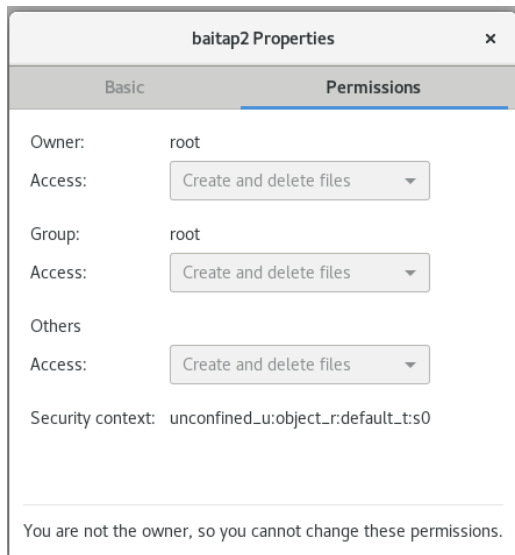 baitap2 Properties ×
Basic Permissions
Owner: root
Access: Create and delete files
Group: root
Access: Create and delete files
Others
Access: Create and delete files
Security context: unconfined_u:object_r:default_t:s0
You are not the owner, so you cannot change these permissions.